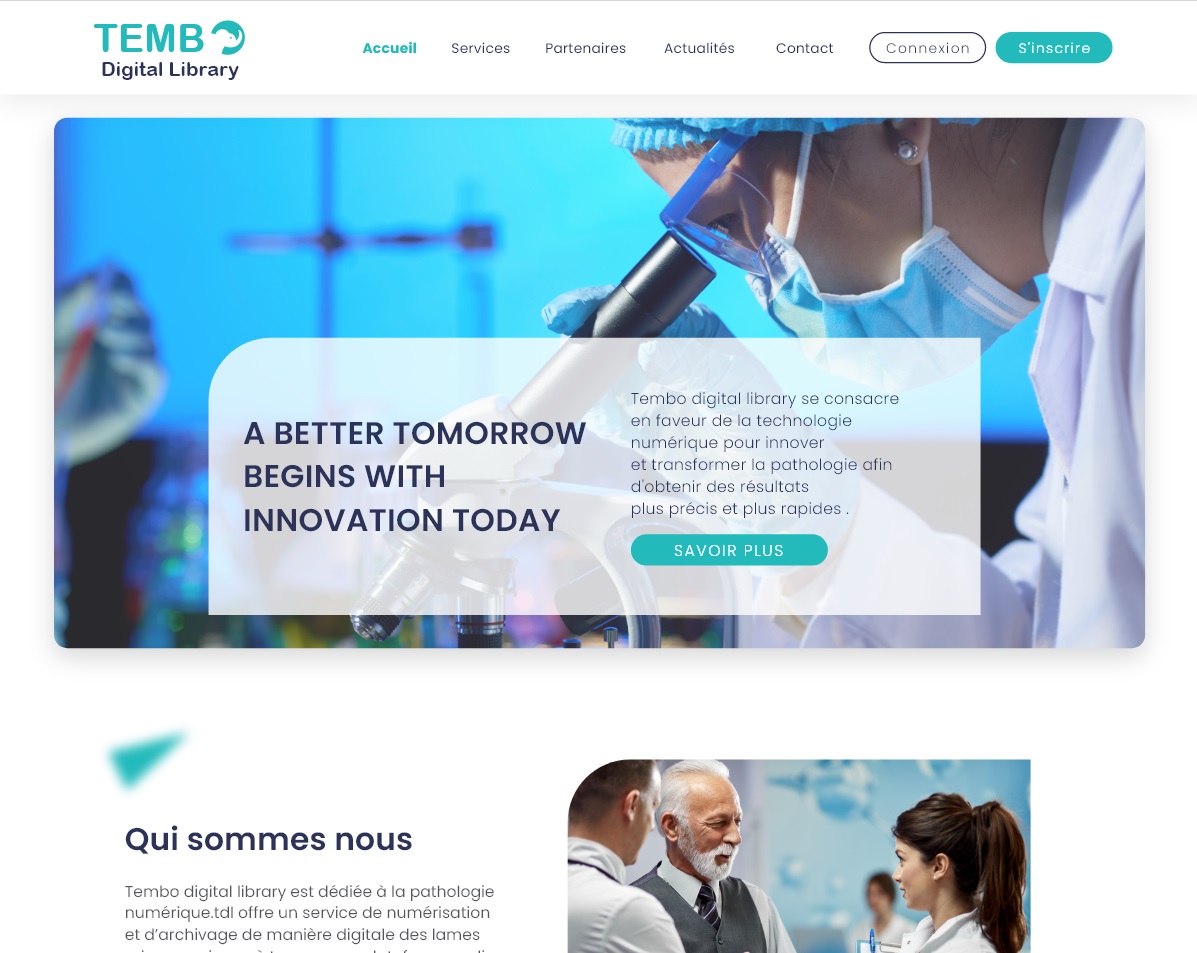 TEMBO
Digital Library
Accueil
Services
Partenaires
Actualités
Contact
Connexion
S'inscrire
A BETTER TOMORROW
BEGINS WITH
INNOVATION TODAY
Tembo digital library se consacre
en faveur de la technologie
numérique pour innover
et transformer la pathologie afin
d'obtenir des résultats
plus précis et plus rapides .
SAVOIR PLUS
Qui sommes nous
Tembo digital library est dédiée à la pathologie
numérique.tdl offre un service de numérisation
et d’archivage de manière digitale des lames